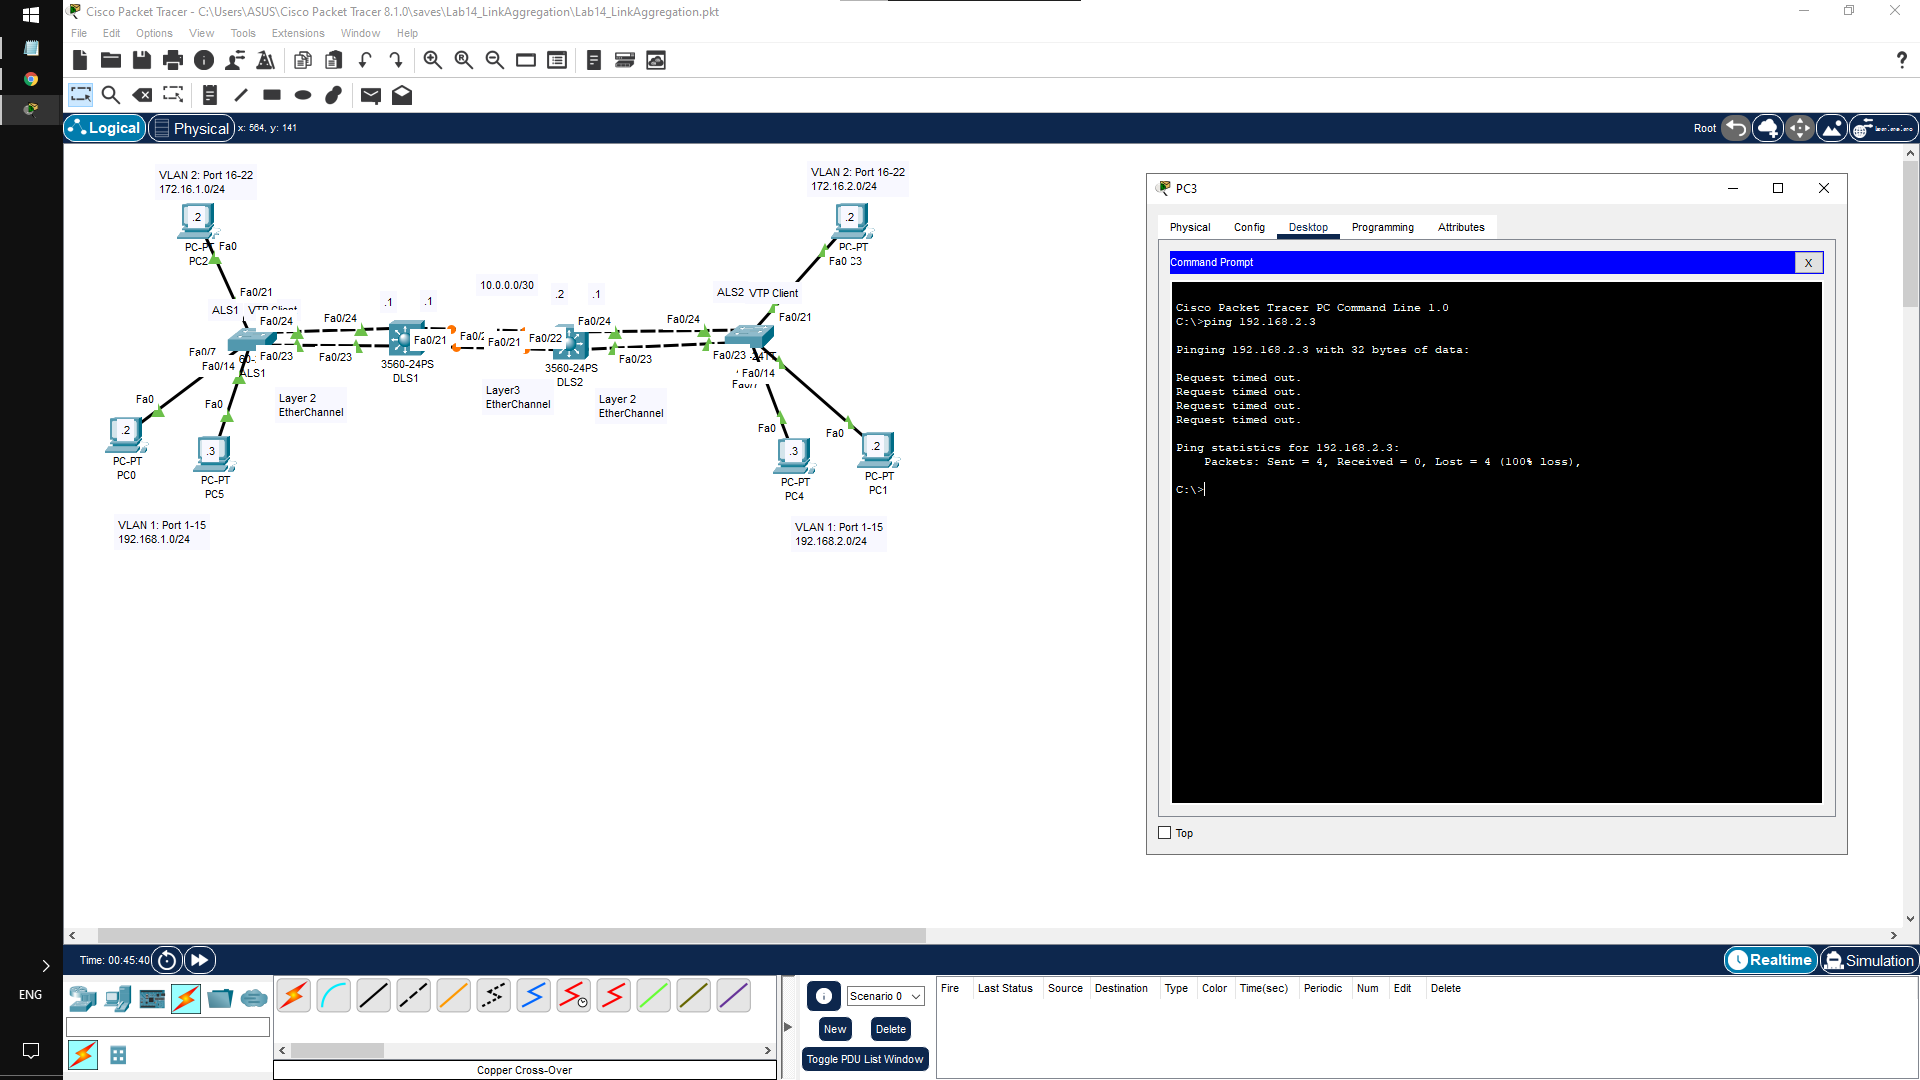 Cisco Packet Tracer - C:\Users\ASUS\Cisco Packet Tracer 8.1.0\saves\Lab14_LinkAggregation\Lab14_LinkAggregation.pkt
File Edit Options View Tools Extensions Window Help
?
Logical Physical x: 564, y: 141 Root
VLAN 2: Port 16-22
172.16.1.0/24
.2
PC-PT
PC2
Fa0
Fa0/21
ALS1 VTP Client
Fa0/24
Fa0/24
Fa0/7
Fa0/23
Fa0/23
Fa0/14
ALS1
Fa0
Fa0
.2
PC-PT
PC0
.3
PC-PT
PC5
VLAN 1: Port 1-15
192.168.1.0/24
Layer 2
EtherChannel
.1
.1
Fa0/21
3560-24PS
DLS1
10.0.0.0/30
Fa0/21
Fa0/22
Layer3
EtherChannel
.2
.1
Fa0/24
Fa0/23
3560-24PS
DLS2
Layer 2
EtherChannel
VLAN 2: Port 16-22
172.16.2.0/24
.2
PC-PT
Fa0 C3
ALS2 VTP Client
Fa0/21
Fa0/24
Fa0/23
Fa0/14
Fa0
Fa0
.3
PC-PT
PC4
.2
PC-PT
PC1
VLAN 1: Port 1-15
192.168.2.0/24
PC3
Physical Config Desktop Programming Attributes
Command Prompt X
Cisco Packet Tracer PC Command Line 1.0
C:\>ping 192.168.2.3
Pinging 192.168.2.3 with 32 bytes of data:
Request timed out.
Request timed out.
Request timed out.
Request timed out.
Ping statistics for 192.168.2.3:
Packets: Sent = 4, Received = 0, Lost = 4 (100% loss),
C:\>
Top
Time: 00:45:40 Realtime Simulation
ENG
Scenario 0
New Delete
Toggle PDU List Window
Fire Last Status Source Destination Type Color Time(sec) Periodic Num Edit Delete
Copper Cross-Over